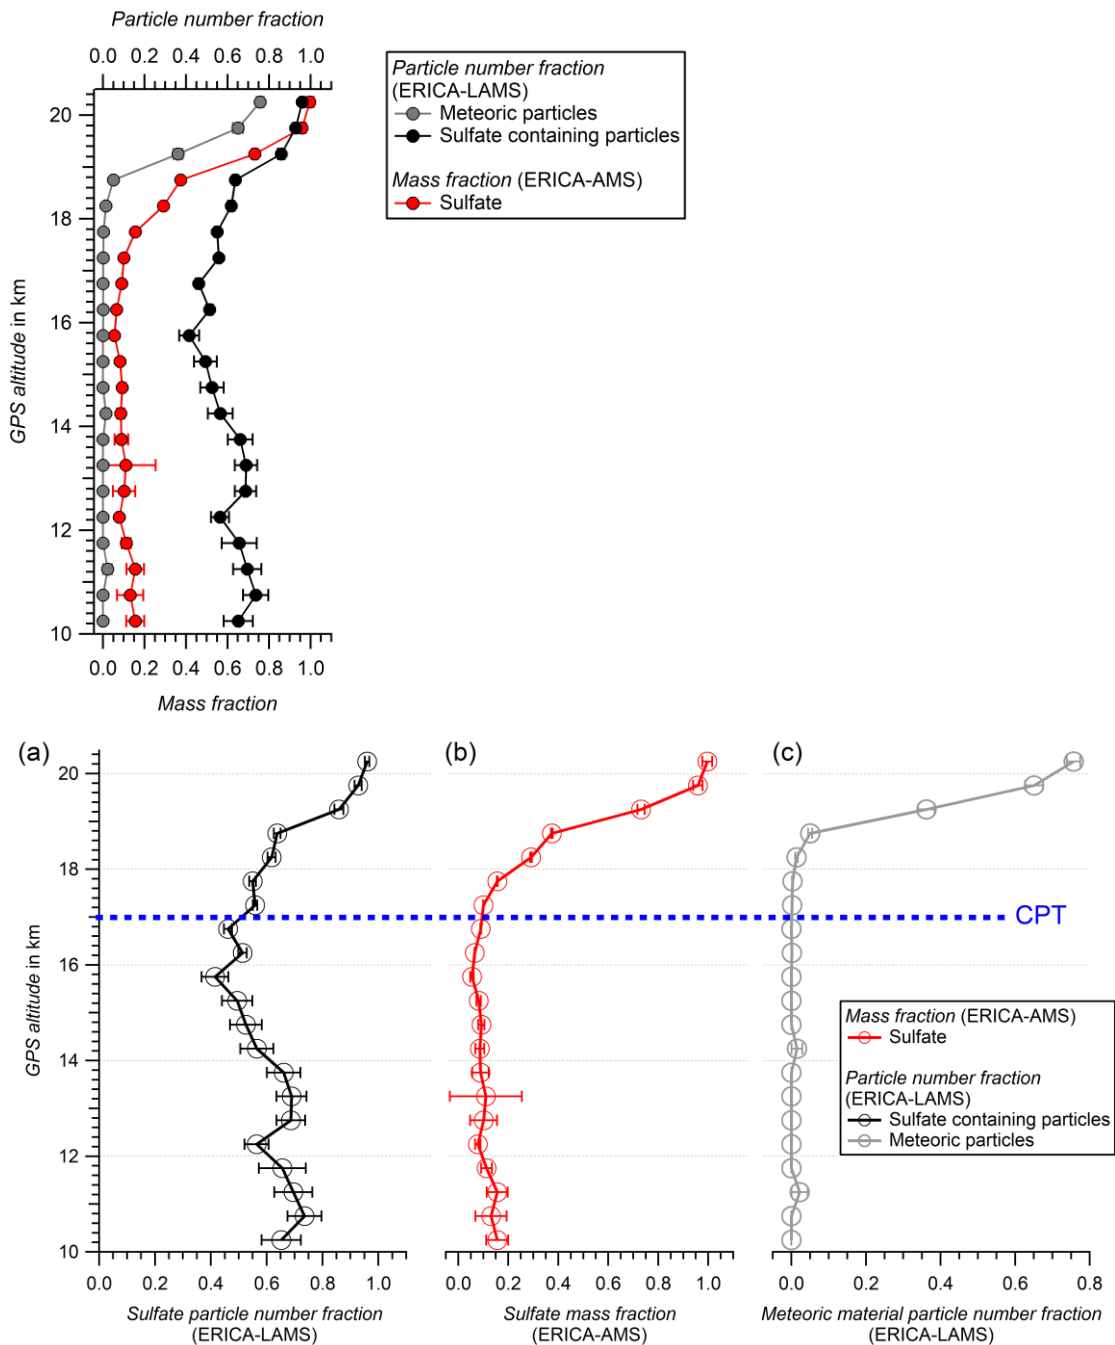 Particle number fraction
0.0 0.2 0.4 0.6 0.8 1.0
20
18
16
14
12
10
GPS altitude in km
0.0 0.2 0.4 0.6 0.8 1.0
Mass fraction
Particle number fraction
(ERICA-LAMS)
Meteoric particles
Sulfate containing particles
Mass fraction (ERICA-AMS)
Sulfate
(a)
20
18
16
14
12
10
GPS altitude in km
0.0 0.2 0.4 0.6 0.8 1.0
Sulfate particle number fraction
(ERICA-LAMS)
(b)
0.0 0.2 0.4 0.6 0.8 1.0
Sulfate mass fraction
(ERICA-AMS)
(c)
CPT
Mass fraction (ERICA-AMS)
Sulfate
Particle number fraction
(ERICA-LAMS)
Sulfate containing particles
Meteoric particles
0.0 0.2 0.4 0.6 0.8
Meteoric material particle number fraction
(ERICA-LAMS)